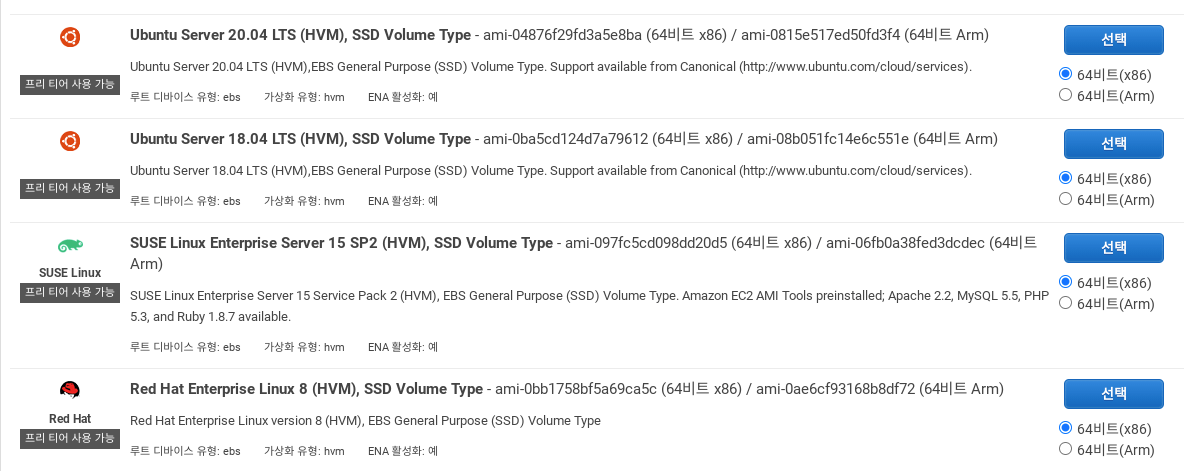 Ubuntu Server 20.04 LTS (HVM), SSD Volume Type - ami-04876f29fd3a5e8ba (64비트 x86) / ami-0815e517ed50fd3f4 (64비트 Arm)
선택
Ubuntu Server 20.04 LTS (HVM),EBS General Purpose (SSD) Volume Type. Support available from Canonical (http://www.ubuntu.com/cloud/services).
64비트(x86)
프리 티어 사용 가능
루트 디바이스 유형: ebs 가상화 유형: hvm ENA 활성화: 예
64비트(Arm)
Ubuntu Server 18.04 LTS (HVM), SSD Volume Type - ami-0ba5cd124d7a79612 (64비트 x86) / ami-08b051fc14e6c551e (64비트 Arm)
선택
Ubuntu Server 18.04 LTS (HVM),EBS General Purpose (SSD) Volume Type. Support available from Canonical (http://www.ubuntu.com/cloud/services).
64비트(x86)
프리 티어 사용 가능
루트 디바이스 유형: ebs 가상화 유형: hvm ENA 활성화: 예
64비트(Arm)
SUSE Linux Enterprise Server 15 SP2 (HVM), SSD Volume Type - ami-097fc5cd098dd20d5 (64비트 x86) / ami-06fb0a38fed3dcdec (64비트
Arm)
선택
SUSE Linux
프리 티어 사용 가능
SUSE Linux Enterprise Server 15 Service Pack 2 (HVM), EBS General Purpose (SSD) Volume Type. Amazon EC2 AMI Tools preinstalled; Apache 2.2, MySQL 5.5, PHP
5.3, and Ruby 1.8.7 available.
64비트(x86)
64비트(Arm)
루트 디바이스 유형: ebs 가상화 유형: hvm ENA 활성화: 예
Red Hat Enterprise Linux 8 (HVM), SSD Volume Type - ami-0bb1758bf5a69ca5c (64비트 x86) / ami-0ae6cf93168b8df72 (64비트 Arm)
선택
Red Hat
Red Hat Enterprise Linux version 8 (HVM), EBS General Purpose (SSD) Volume Type
64비트(x86)
프리 티어 사용 가능
루트 디바이스 유형: ebs 가상화 유형: hvm ENA 활성화: 예
64비트(Arm)